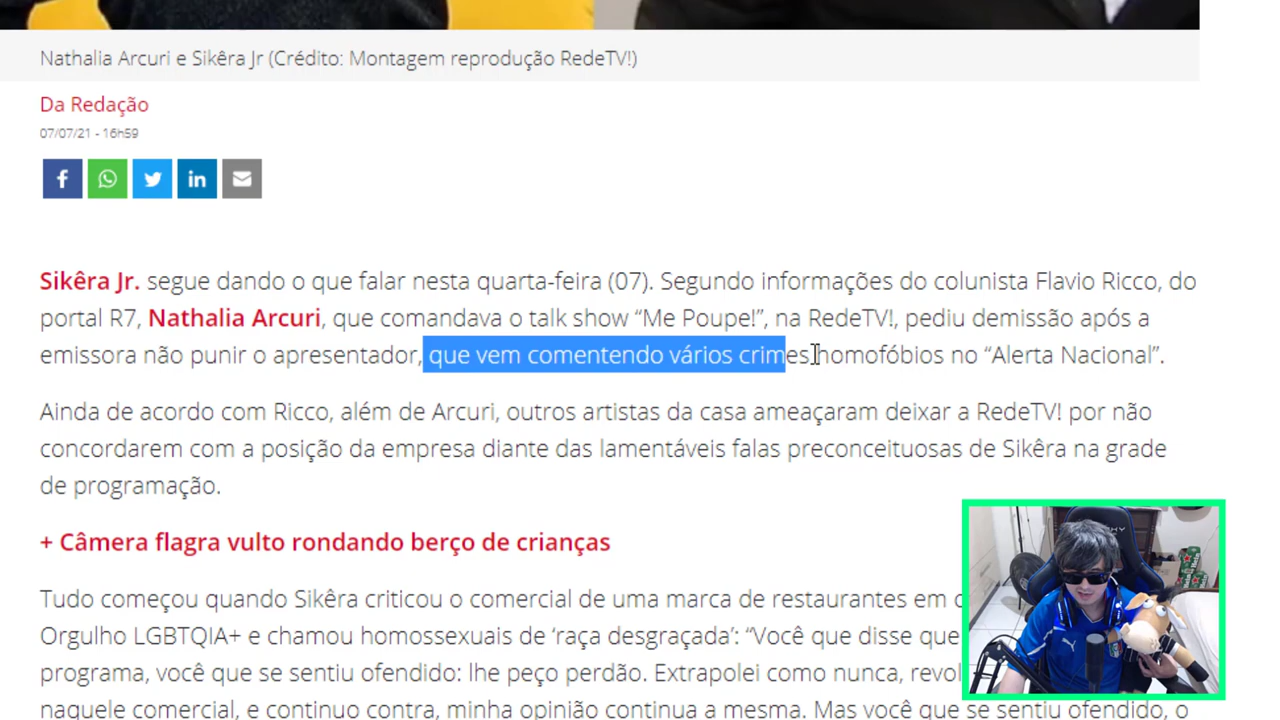 Nathalia Arcuri e Sikêra Jr (Crédito: Montagem reprodução RedeTV!)
Da Redação
07/07/21 - 16h59
Sikêra Jr. segue dando o que falar nesta quarta-feira (07). Segundo informações do colunista Flavio Ricco, do
portal R7, Nathalia Arcuri, que comandava o talk show “Me Poupe!”, na RedeTV!, pediu demissão após a
emissora não punir o apresentador, que vem comentendo vários crimes homofóbios no “Alerta Nacional”.
Ainda de acordo com Ricco, além de Arcuri, outros artistas da casa ameaçaram deixar a RedeTV! por não
concordarem com a posição da empresa diante das lamentáveis falas preconceituosas de Sikêra na grade
de programação.
+ Câmera flagra vulto rondando berço de crianças
Tudo começou quando Sikêra criticou o comercial de uma marca de restaurantes em
Orgulho LGBTQIA+ e chamou homossexuais de ‘raça desgraçada’: “Você que disse que
programa, você que se sentiu ofendido: lhe peço perdão. Extrapolei como nunca,
naquele comercial, e continuo contra, minha opinião continua a mesma. Mas você que se sentiu ofendido, o